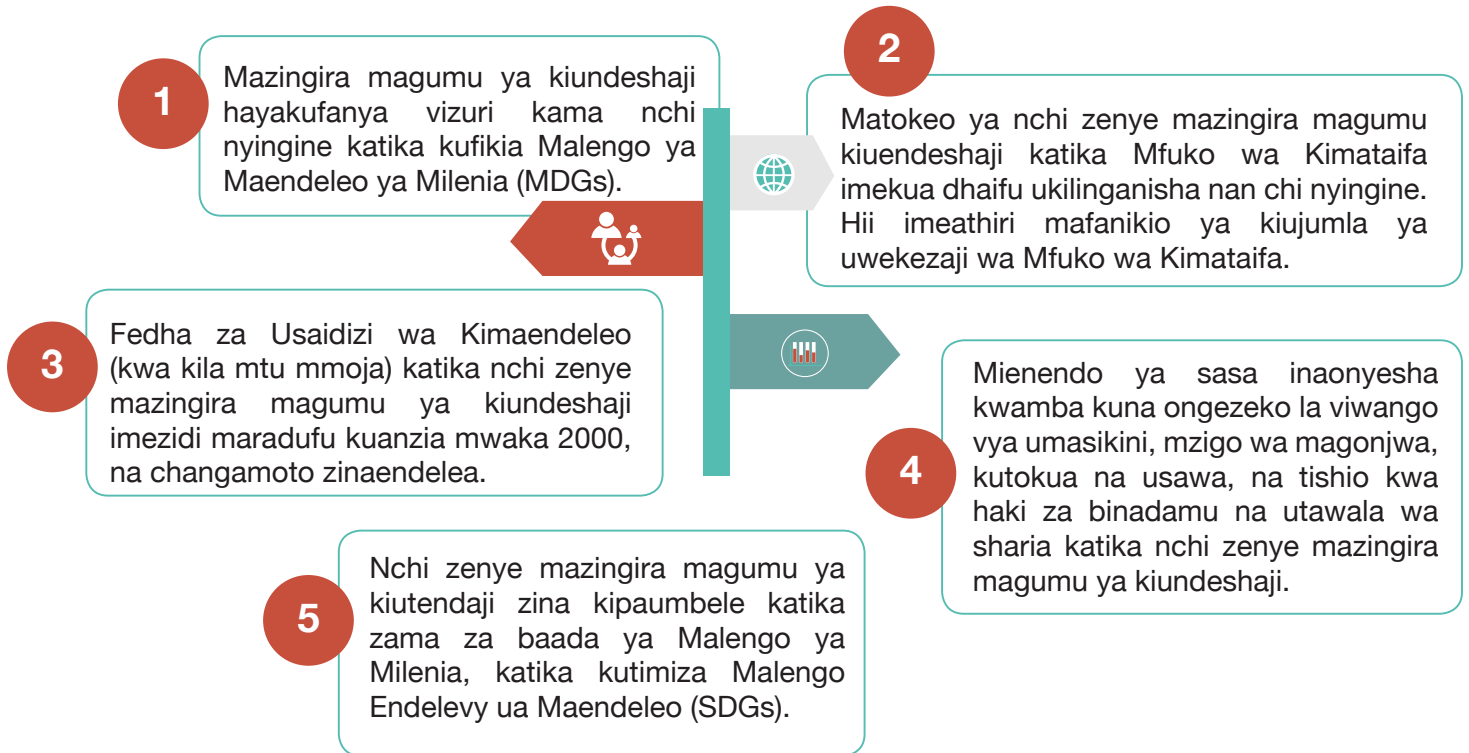 1
Mazingira magumu ya kiundeshaji
hayakufanya vizuri kama nchi
nyingine katika kufikia Malengo ya
Maendeleo ya Milenia (MDGs).
2
Matokeo ya nchi zenye mazingira magumu
kiuendeshaji katika Mfuko wa Kimataifa
imekua dhaifu ukilinganisha nan chi nyingine.
Hii imeathiri mafanikio ya kiujumla ya
uwekezaji wa Mfuko wa Kimataifa.
3
Fedha za Usaidizi wa Kimaendeleo
(kwa kila mtu mmoja) katika nchi zenye
mazingira magumu ya kiundeshaji
imezidi maradufu kuanzia mwaka 2000,
na changamoto zinaendelea.
4
Mienendo ya sasa inaonyesha
kwamba kuna ongezeko la viwango
vya umasikini, mzigo wa magonjwa,
kutokua na usawa, na tishio kwa
haki za binadamu na utawala wa
sharia katika nchi zenye mazingira
magumu ya kiundeshaji.
5
Nchi zenye mazingira magumu ya
kiutendaji zina kipaumbele katika
zama za baada ya Malengo ya
Milenia, katika kutimiza Malengo
Endelevy ua Maendeleo (SDGs).